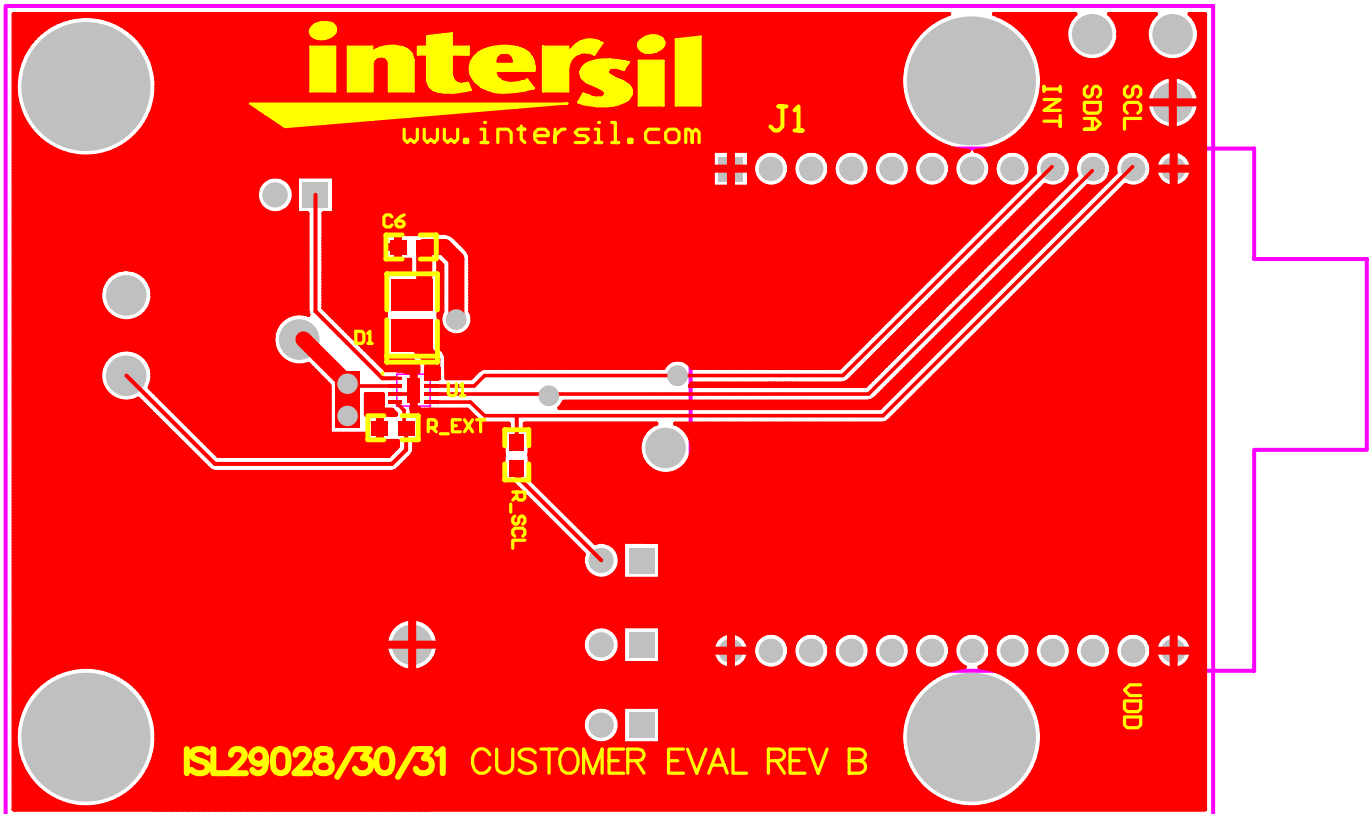 intersil
www.intersil.com
J1
INT
SDA
SCL
C6
D1
U1
R_EXT
R_SCL
VDD
ISL29028/30/31 CUSTOMER EVAL REV B